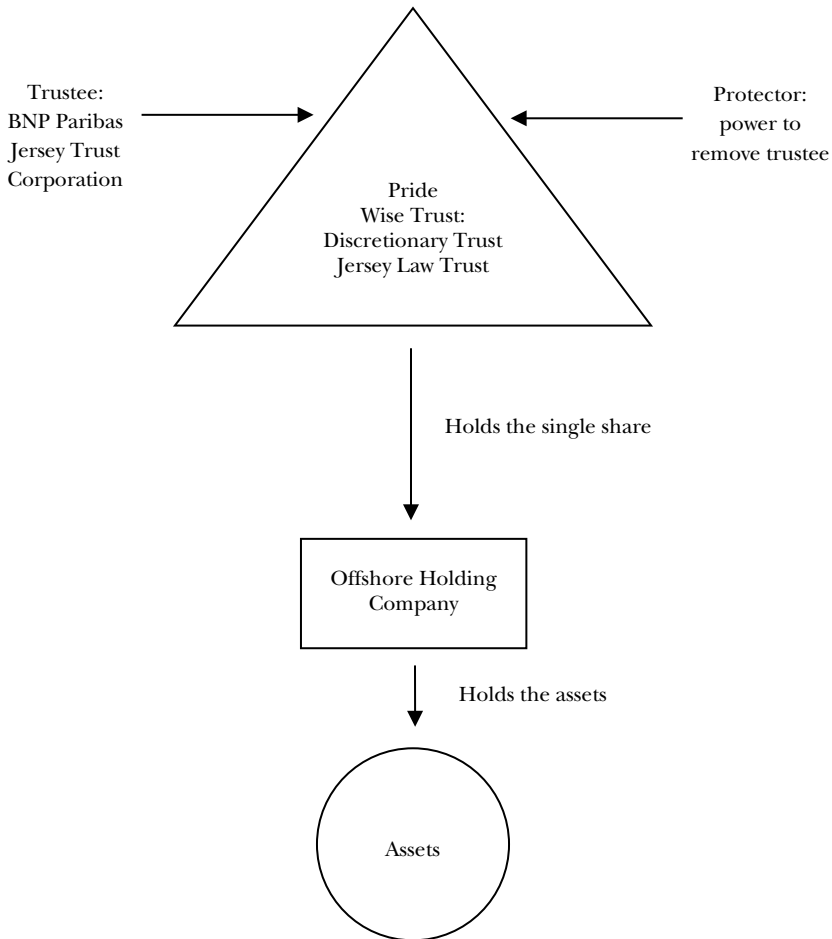 Trustee:
BNP Paribas
Jersey Trust
Corporation
Protector:
power to
remove trustee
Pride
Wise Trust:
Discretionary Trust
Jersey Law Trust
Holds the single share
Offshore Holding
Company
Holds the assets
Assets